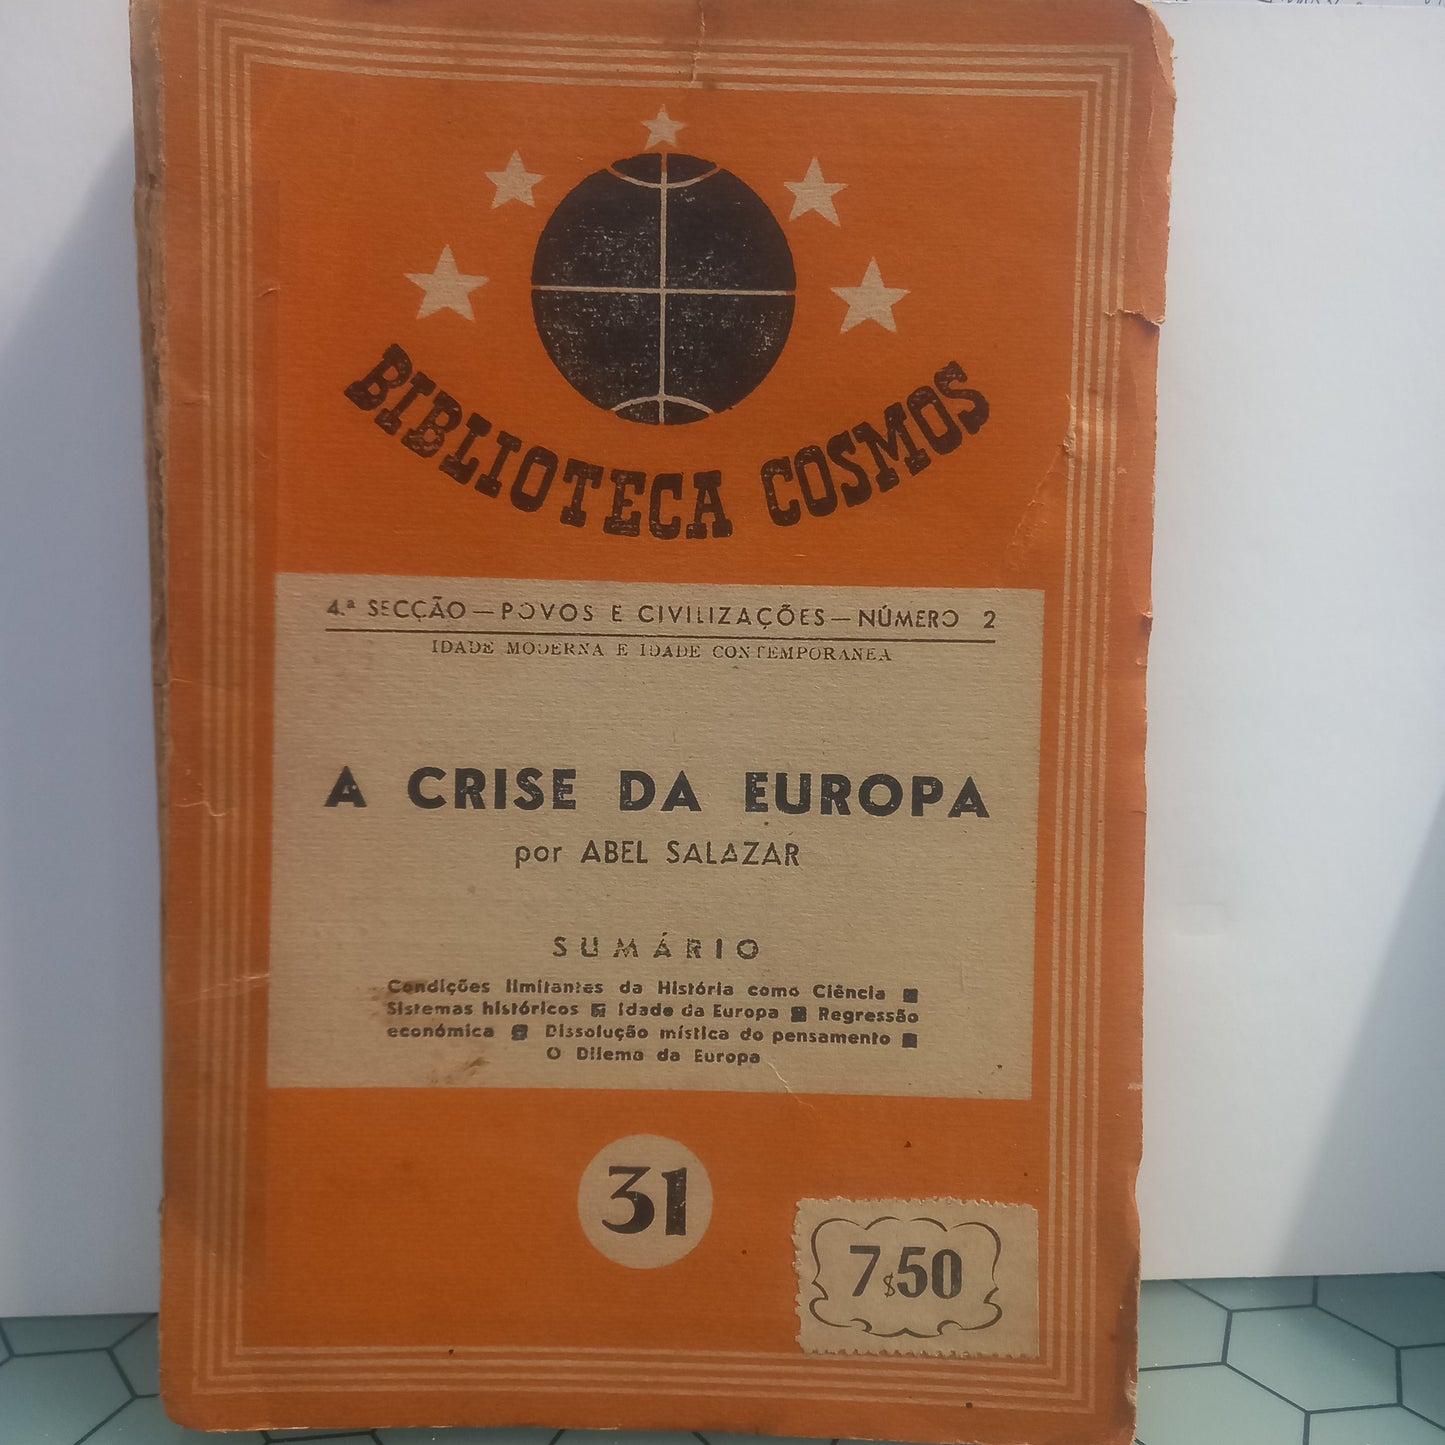 BIBLIOTECA COSMOS
4.ª SECÇÃO — POVOS E CIVILIZAÇÕES — NÚMERO 2
IDADE MODERNA E IDADE CONTEMPORANEA
A CRISE DA EUROPA
por ABEL SALAZAR
SUMÁRIO
Condições limitantes da História como Ciência ■
Sistemas históricos ■ Idade da Europa ■ Regressão
económica ■ Dissolução mística do pensamento ■
O Dilema da Europa
31
7$50